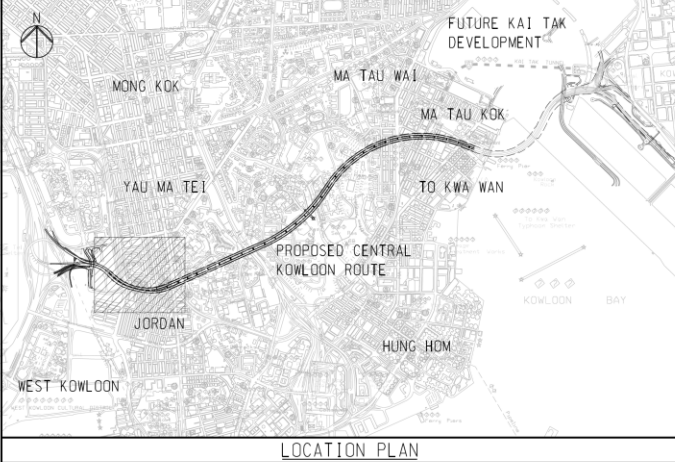 N
FUTURE KAI TAK
DEVELOPMENT
MA TAU WAI
MONG KOK
MA TAU KOK
YAU MA TEI
TO KWA WAN
PROPOSED CENTRAL
KOWLOON ROUTE
KOWLOON BAY
JORDAN
HUNG HOM
WEST KOWLOON
LOCATION PLAN